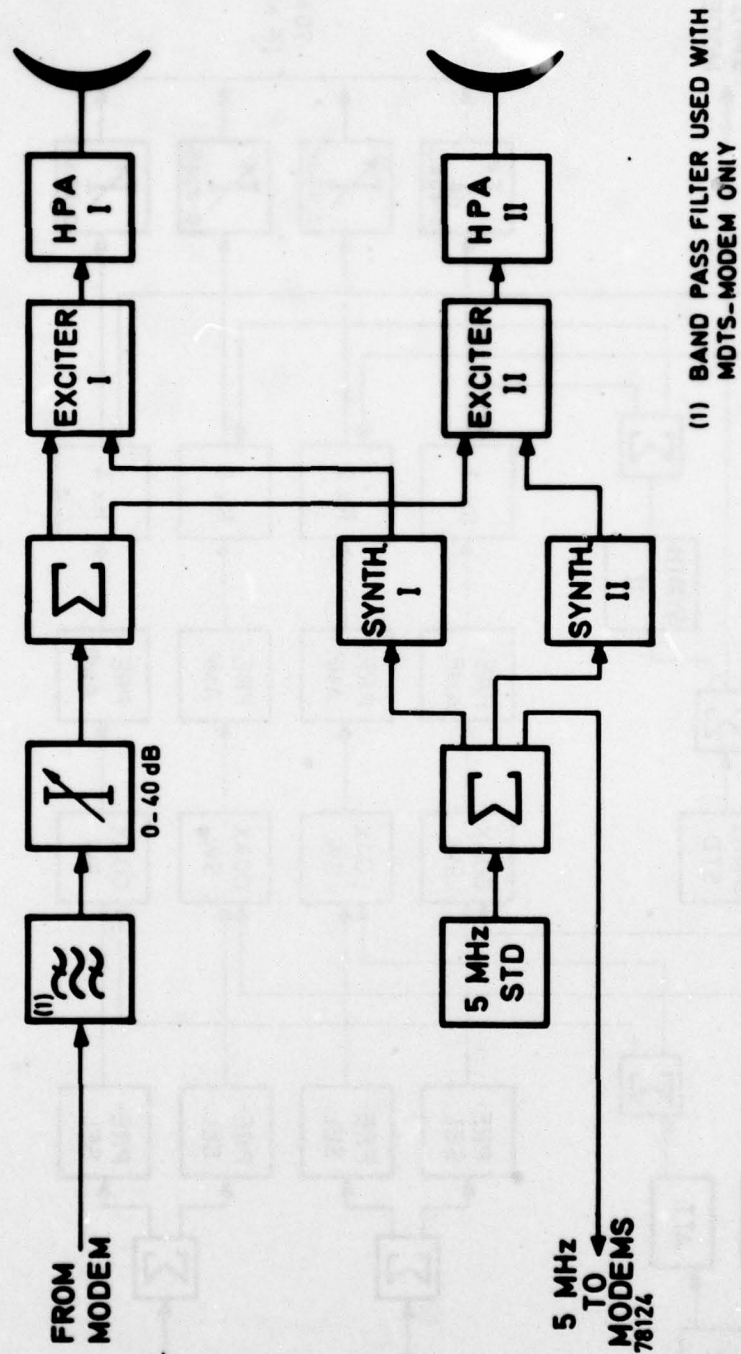 FROM
MODEM
(1)
0-40 dB
Σ
EXCITER
I
HPA
I
5 MHz
STD
Σ
SYNTH.
I
SYNTH.
II
EXCITER
II
HPA
II
5 MHz
TO
MODEMS
78124
(1) BAND PASS FILTER USED WITH
MDTS-MODEM ONLY